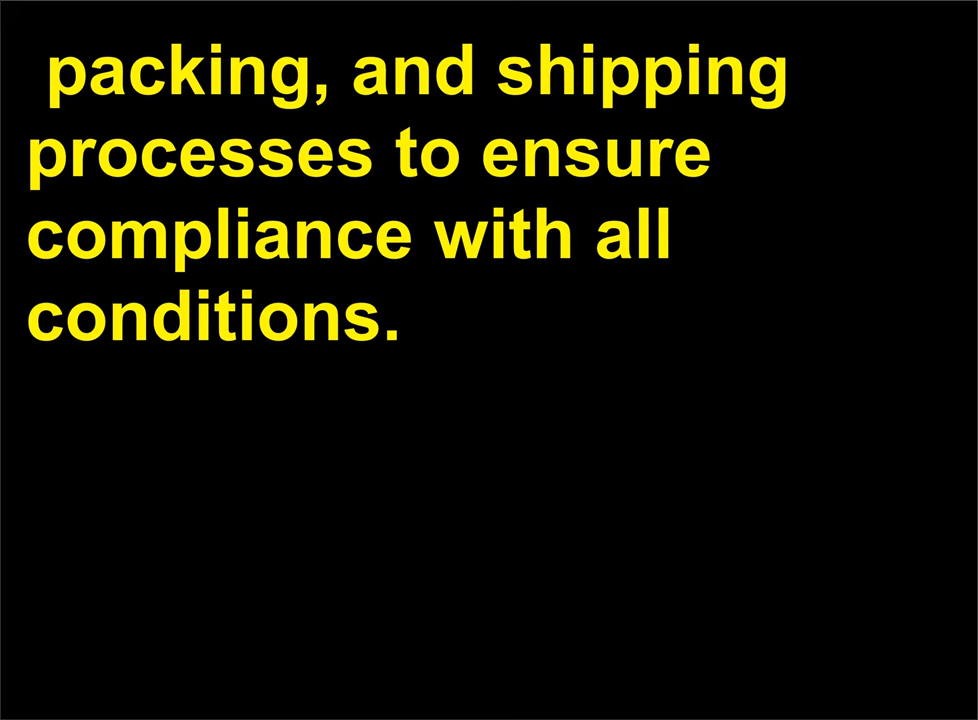 packing, and shipping
processes to ensure
compliance with all
conditions.